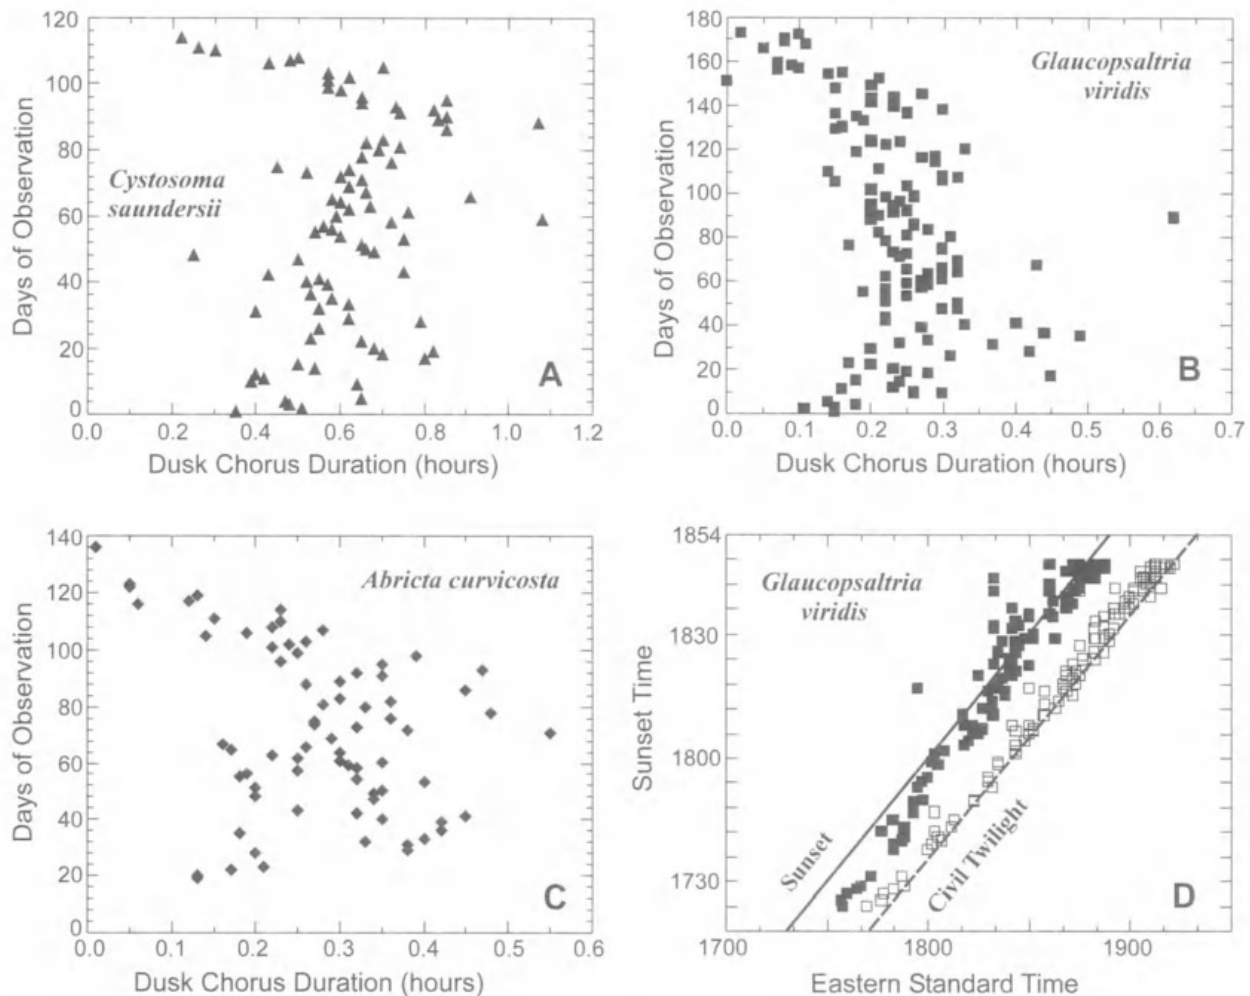 120
100
80
60
40
20
0
Days of Observation
Cystosoma
saundersii
A
0.0
0.2
0.4
0.6
0.8
1.0
1.2
Dusk Chorus Duration (hours)
180
160
140
120
100
80
60
40
20
0
Days of Observation
Glaucopsaltria
viridis
B
0.0
0.1
0.2
0.3
0.4
0.5
0.6
0.7
Dusk Chorus Duration (hours)
140
120
100
80
60
40
20
0
Days of Observation
Abricta curvicosta
C
0.0
0.1
0.2
0.3
0.4
0.5
0.6
Dusk Chorus Duration (hours)
1854
1830
1800
1730
Sunset Time
Glaucopsaltria
viridis
Sunset
Civil Twilight
D
1700
1800
1900
Eastern Standard Time